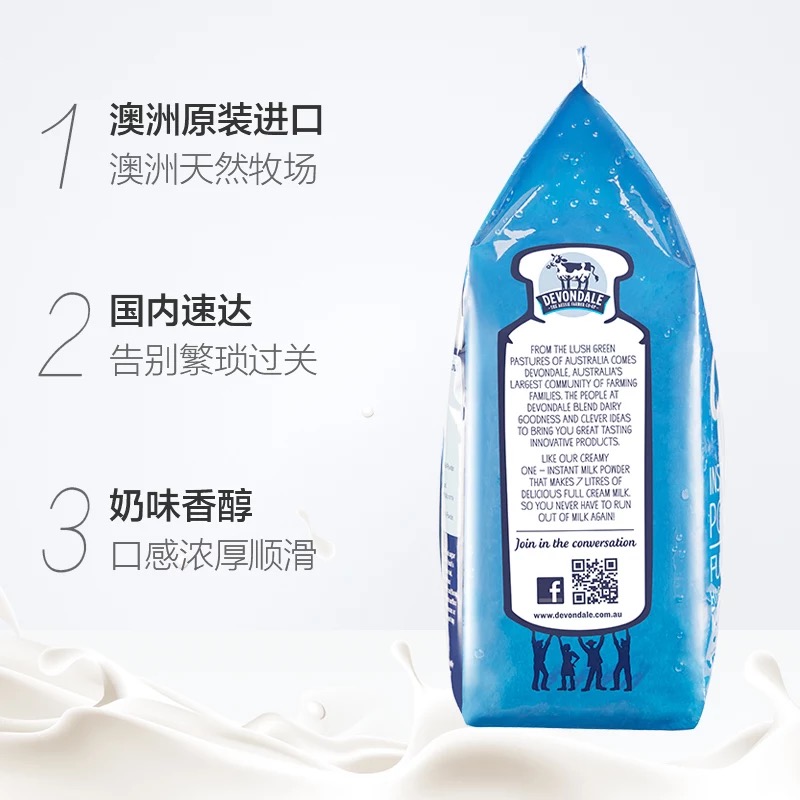 1
澳洲原装进口
澳洲天然牧场
2
国内速达
告别繁琐过关
3
奶味香醇
口感浓厚顺滑
DEVONDALE
FROM THE LUSH GREEN
PASTURES OF AUSTRALIA COMES
DEVONDALE, AUSTRALIA'S
LARGEST COMMUNITY OF FARMING
FAMILIES. THE PEOPLE AT
DEVONDALE BLEND DAIRY
GOODNESS AND CLEVER IDEAS
TO BRING YOU GREAT TASTING
INNOVATIVE PRODUCTS.
LIKE OUR CREAMY
ONE – INSTANT MILK POWDER
THAT MAKES 7 LITRES OF
DELICIOUS FULL CREAM MILK.
SO YOU NEVER HAVE TO RUN
OUT OF MILK AGAIN!
Join in the conversation
f
www.devondale.com.au